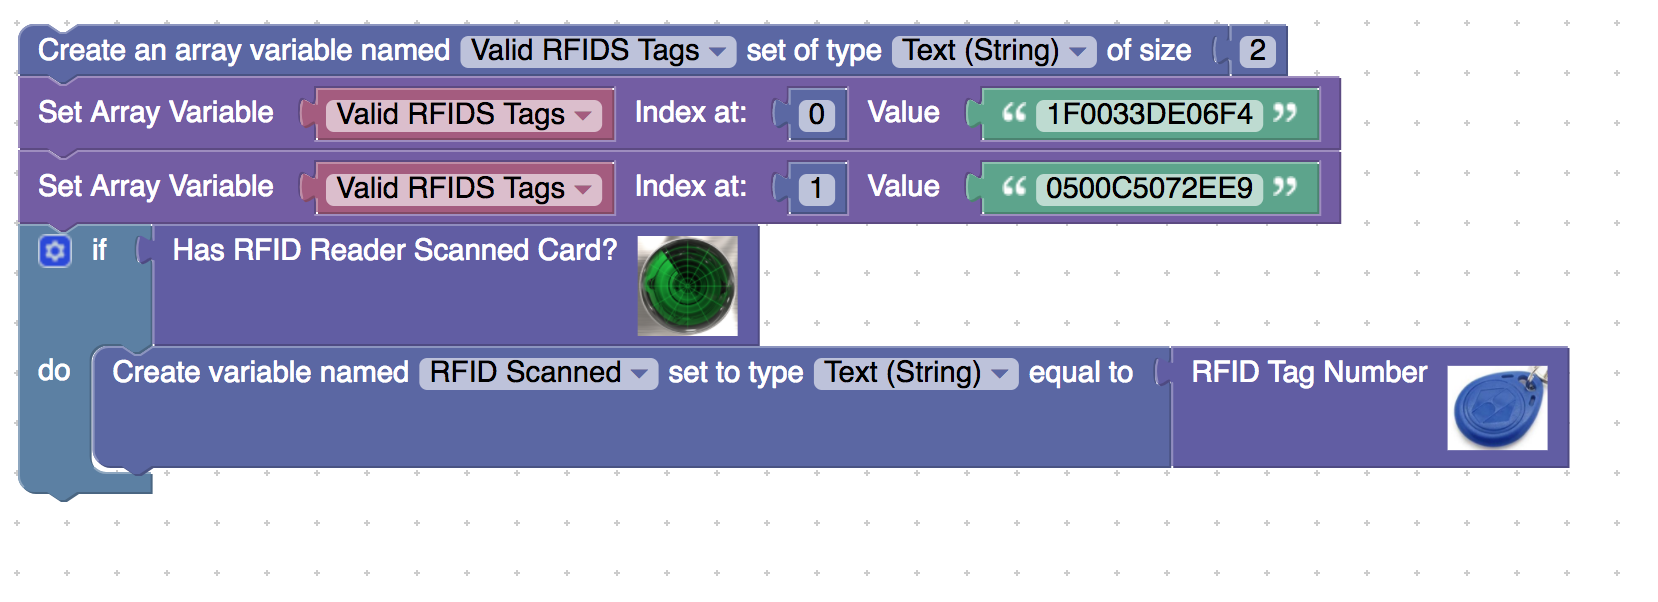 Create an array variable named Valid RFIDS Tags set of type Text (String) of size 2
Set Array Variable Valid RFIDS Tags Index at: 0 Value “ 1F0033DE06F4 ”
Set Array Variable Valid RFIDS Tags Index at: 1 Value “ 0500C5072EE9 ”
if Has RFID Reader Scanned Card?
do Create variable named RFID Scanned set to type Text (String) equal to RFID Tag Number